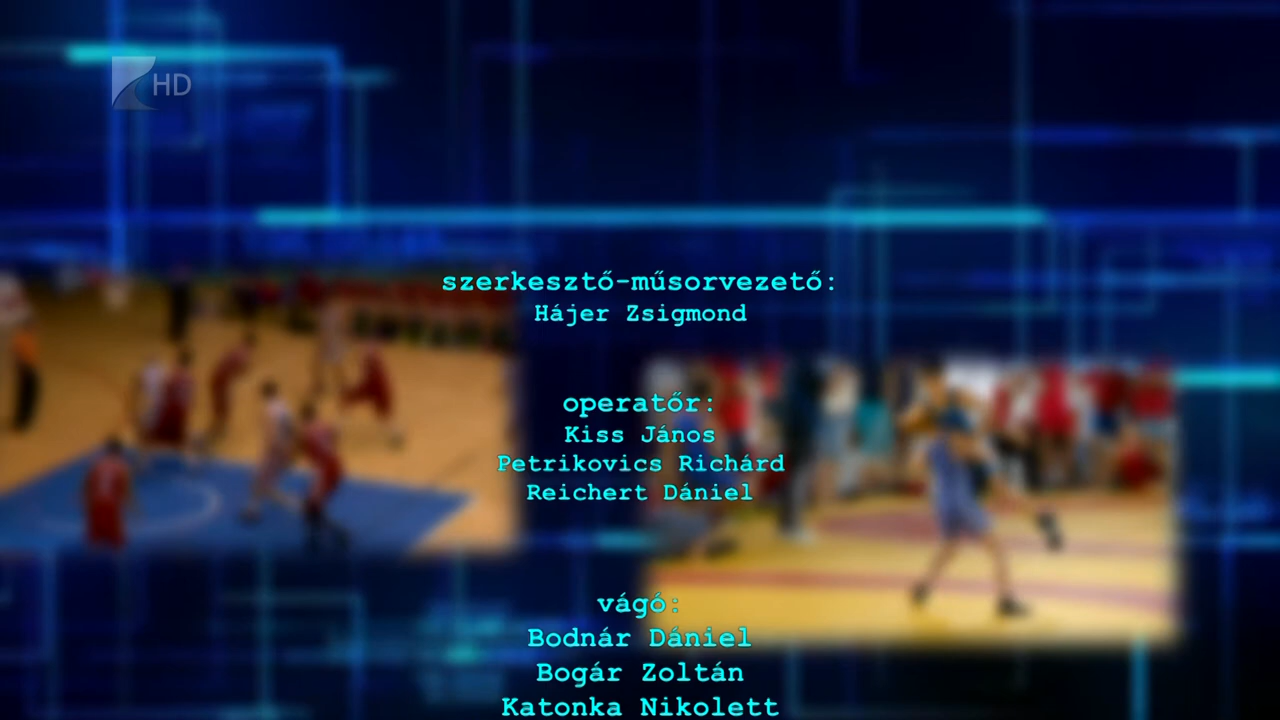 HD
szerkesztő-műsorvezető:
Hájer Zsigmond
operatőr:
Kiss János
Petrikovics Richárd
Reichert Dániel
vágó:
Bodnár Dániel
Bogár Zoltán
Katonka Nikolett